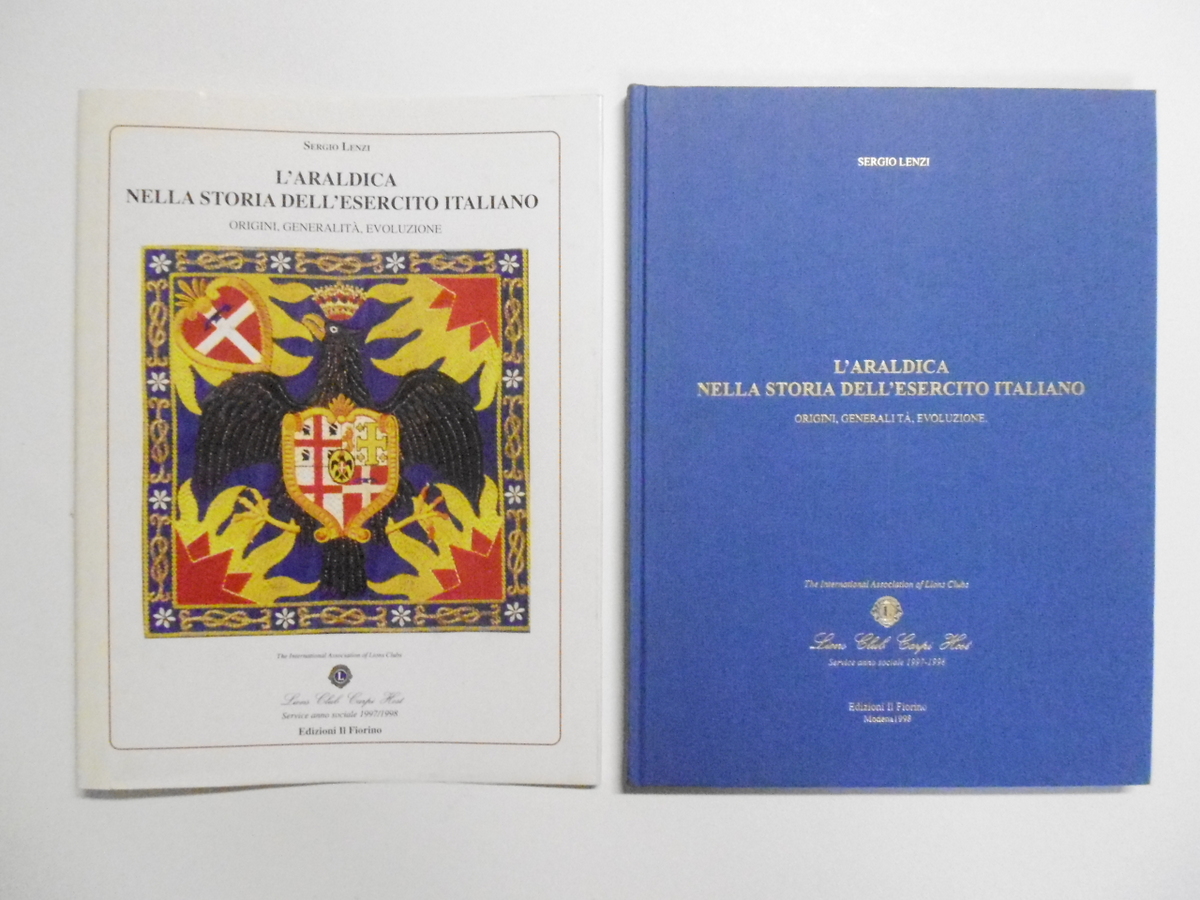 SERGIO LENZI
L'ARALDICA
NELLA STORIA DELL'ESERCITO ITALIANO
ORIGINI, GENERALITÀ, EVOLUZIONE
The International Association of Lions Clubs
L
Lions Club Carpi Host
Service anno sociale 1997/1998
Edizioni Il Fiorino
SERGIO LENZI
L'ARALDICA
NELLA STORIA DELL'ESERCITO ITALIANO
ORIGINI, GENERALITÀ, EVOLUZIONE.
The International Association of Lions Clubs
L
Lions Club Carpi Host
Service anno sociale 1997-1998
Edizioni Il Fiorino
Modena 1998